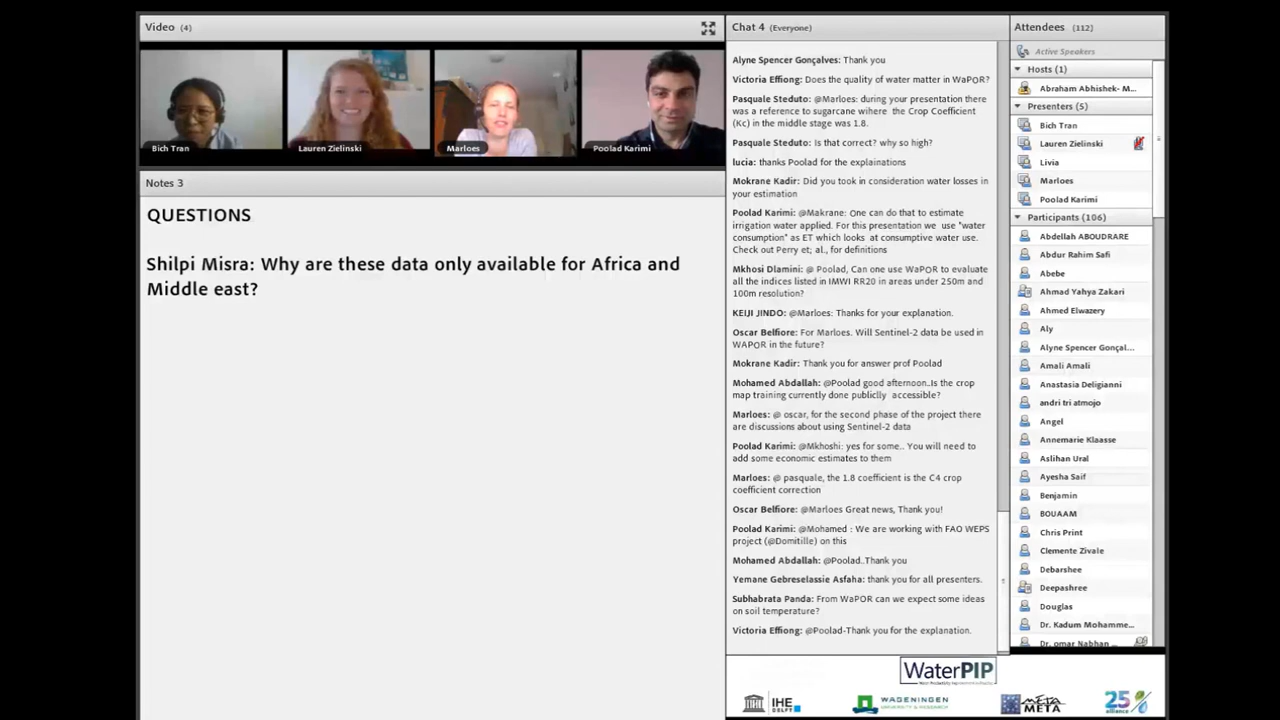 Video (4)
Bich Tran
Lauren Zielinski
Marloes
Poolad Karimi
Notes 3
QUESTIONS
Shilpi Misra: Why are these data only available for Africa and
Middle east?
Chat 4 (Everyone)
Alyne Spencer Gonçalves: Thank you
Victoria Effiong: Does the quality of water matter in WaPOR?
Pasquale Steduto: @Marloes: during your presentation there
was a reference to sugarcane wirhere the Crop Coefficient
(Kc) in the middle stage was 1.8.
Pasquale Steduto: Is that correct? why so high?
lucia: thanks Poolad for the explainations
Mokrane Kadir: Did you took in consideration water losses in
your estimation
Poolad Karimi: @Makrane: One can do that to estimate
irrigation water applied. For this presentation we use "water
consumption" as ET which looks at consumptive water use.
Check out Perry et; al., for definitions
Mkhosi Dlamini: @ Poolad, Can one use WaPOR to evaluate
all the indices listed in IMWI RR20 in areas under 250m and
100m resolution?
KEIJI JINDO: @Marloes: Thanks for your explanation.
Oscar Belfiore: For Marloes. Will Sentinel-2 data be used in
WAPOR in the future?
Mokrane Kadir: Thank you for answer prof Poolad
Mohamed Abdallah: @Poolad good afternoon..Is the crop
map training currently done publiclly accessible?
Marloes: @ oscar, for the second phase of the project there
are discussions about using Sentinel-2 data
Poolad Karimi: @Mkhoshi: yes for some.. You will need to
add some economic estimates to them
Marloes: @ pasquale, the 1.8 coefficient is the C4 crop
coefficient correction
Oscar Belfiore: @Marloes Great news, Thank you!
Poolad Karimi: @Mohamed : We are working with FAO WEPS
project (@Domitille) on this
Mohamed Abdallah: @Poolad..Thank you
Yemane Gebreselassie Asfaha: thank you for all presenters.
Subhabrata Panda: From WaPOR can we expect some ideas
on soil temperature?
Victoria Effiong: @Poolad-Thank you for the explanation.
Attendees (112)
Active Speakers
Hosts (1)
Abraham Abhishek- M...
Presenters (5)
Bich Tran
Lauren Zielinski
Livia
Marloes
Poolad Karimi
Participants (106)
Abdellah ABOUDRARE
Abdur Rahim Safi
Abebe
Ahmad Yahya Zakari
Ahmed Elwazery
Aly
Alyne Spencer Gonçal...
Amali Amali
Anastasia Deligianni
andri tri atmojo
Angel
Annemarie Klaasse
Aslihan Ural
Ayesha Saif
Benjamin
BOUAAM
Chris Print
Clemente Zivale
Debarshee
Deepashree
Douglas
Dr. Kadum Mohamme...
Dr. omar Nabhan ...
WaterPIP
IHE
DELFT
WAGENINGEN
META
META
25
alliance